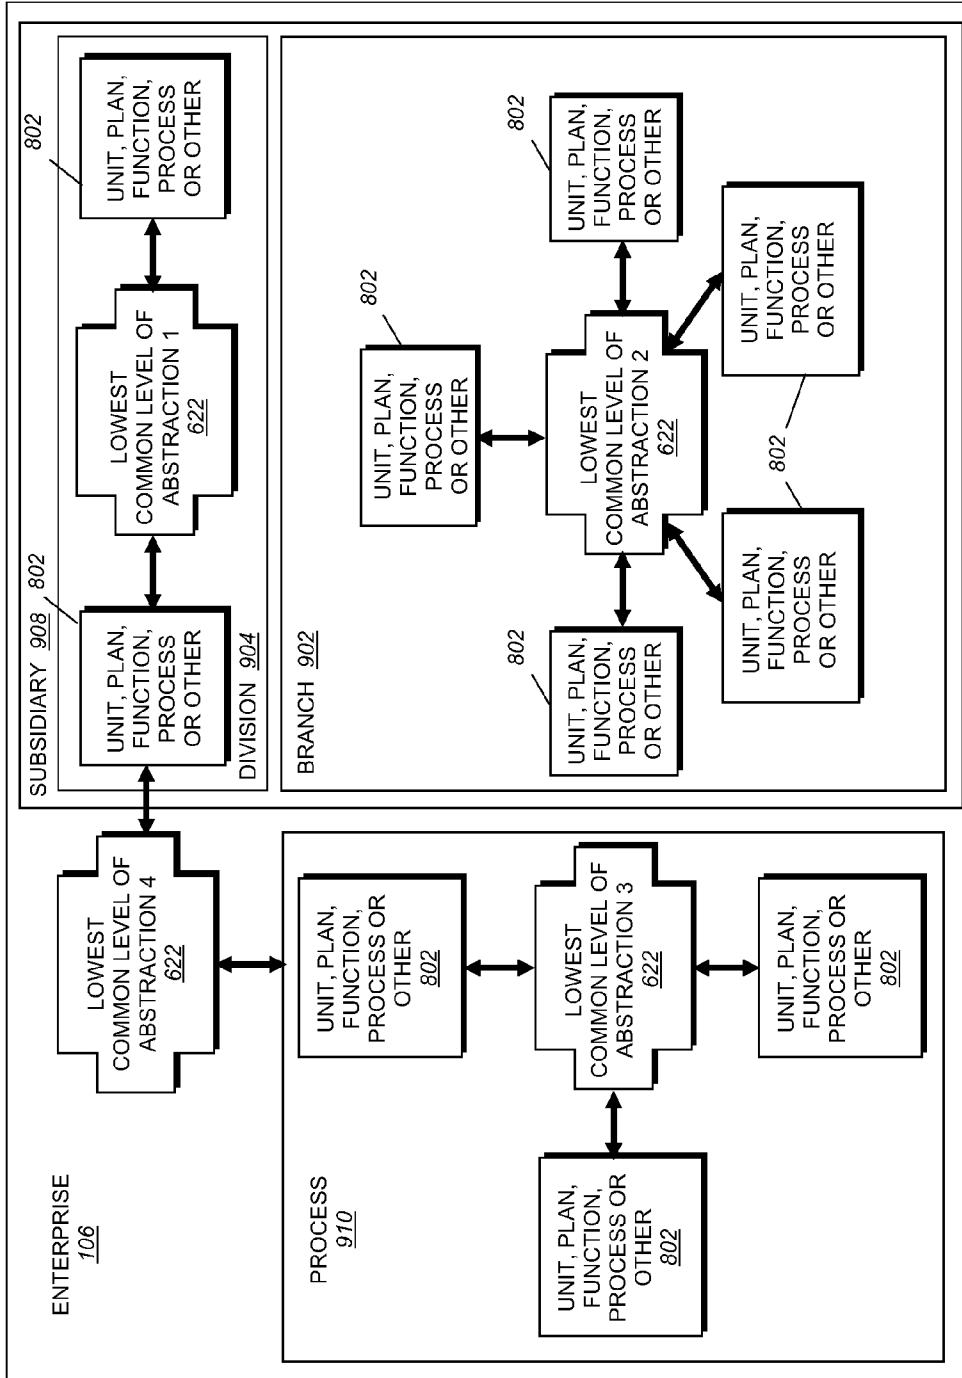 ENTERPRISE
106
LOWEST
COMMON LEVEL OF
ABSTRACTION 4
622
SUBSIDIARY 908
802
UNIT, PLAN,
FUNCTION,
PROCESS
OR OTHER
LOWEST
COMMON LEVEL OF
ABSTRACTION 1
622
802
UNIT, PLAN,
FUNCTION,
PROCESS
OR OTHER
DIVISION 904
PROCESS
910
UNIT, PLAN,
FUNCTION,
PROCESS OR
OTHER
802
UNIT, PLAN,
FUNCTION,
PROCESS OR
OTHER
802
LOWEST
COMMON LEVEL OF
ABSTRACTION 3
622
UNIT, PLAN,
FUNCTION,
PROCESS OR
OTHER
802
BRANCH 902
802
UNIT, PLAN,
FUNCTION,
PROCESS
OR OTHER
802
UNIT, PLAN,
FUNCTION,
PROCESS
OR OTHER
LOWEST
COMMON LEVEL OF
ABSTRACTION 2
622
802
UNIT, PLAN,
FUNCTION,
PROCESS
OR OTHER
UNIT, PLAN,
FUNCTION,
PROCESS
OR OTHER
802
UNIT, PLAN,
FUNCTION,
PROCESS
OR OTHER